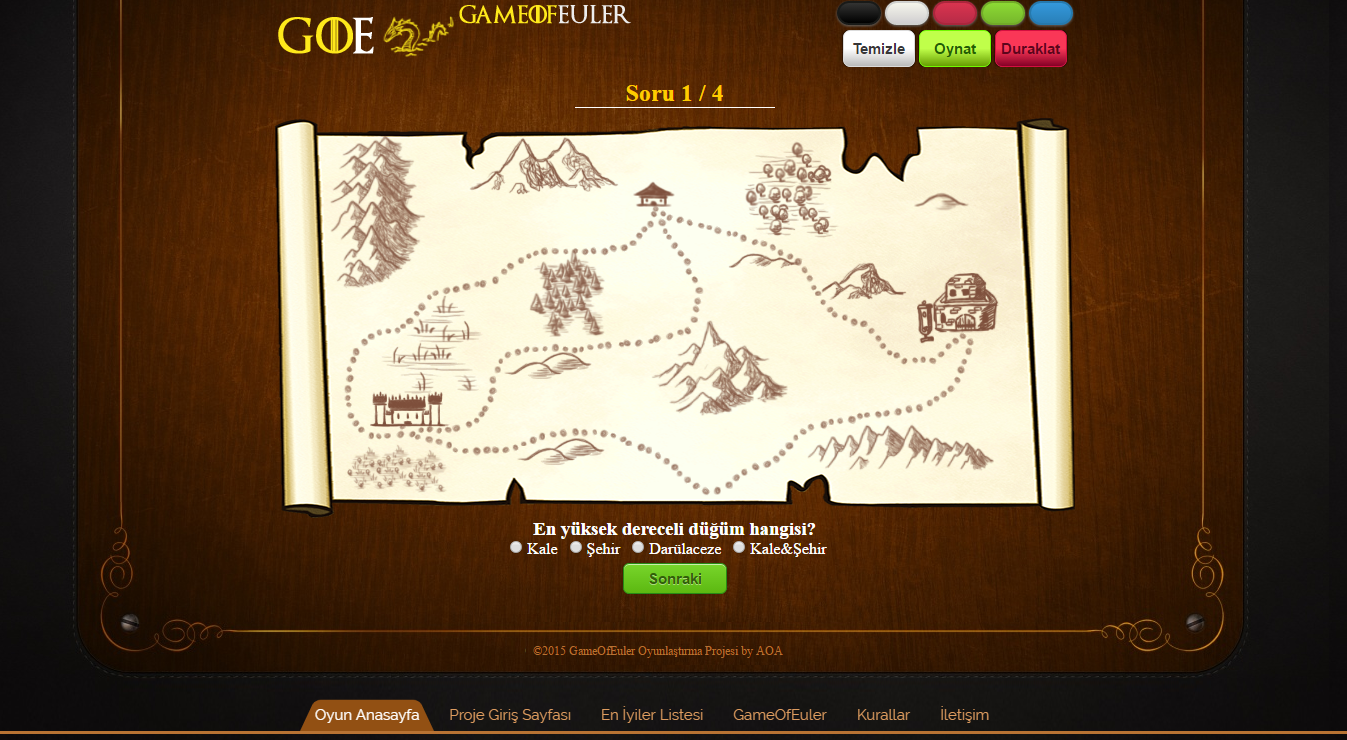 GOE GAMEOFEULER
Temizle Oynat Duraklat
Soru 1 / 4
En yüksek dereceli düğüm hangisi?
Kale Şehir Darülaceze Kale&Şehir
Sonraki
©2015 GameOfEuler Oyunlaştırma Projesi by AOA
Oyun Anasayfa Proje Giriş Sayfası En İyiler Listesi GameOfEuler Kurallar İletişim